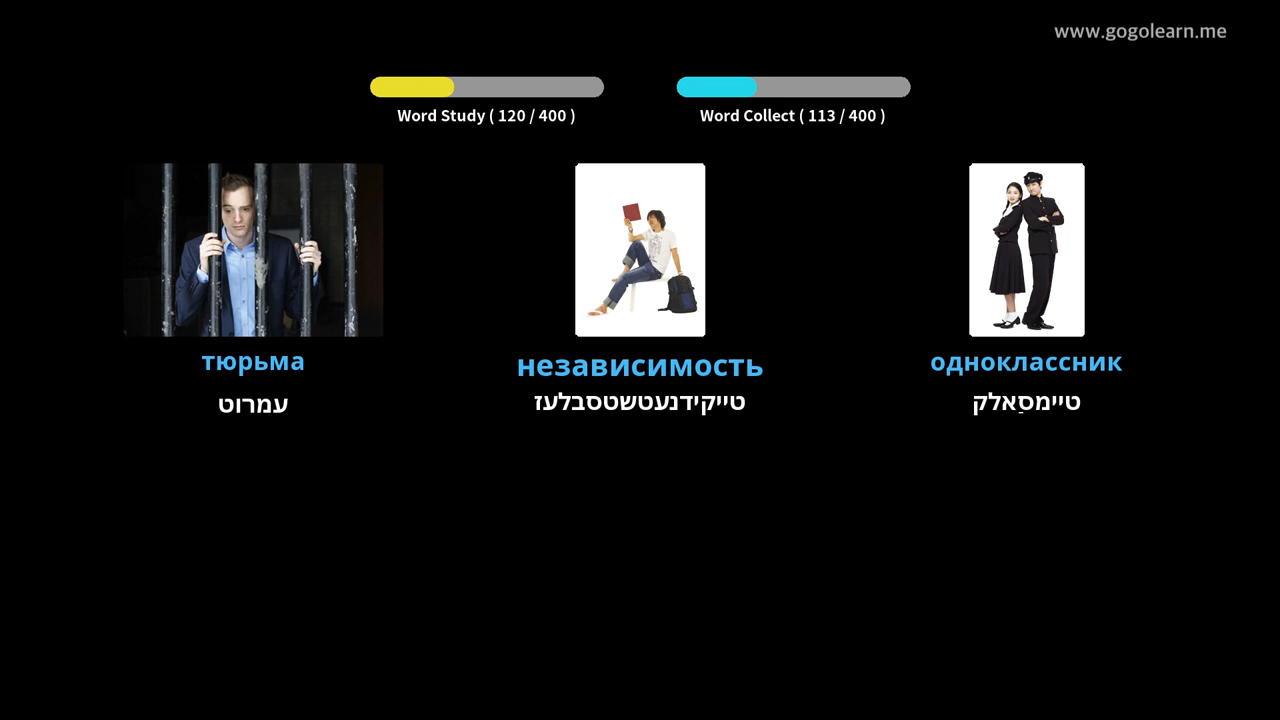 www.gogolearn.me
Word Study ( 120 / 400 )
Word Collect ( 113 / 400 )
тюрьма
עמרוט
независимость
טייקידנעטשטסבלעז
одноклассник
טיימסַאלק